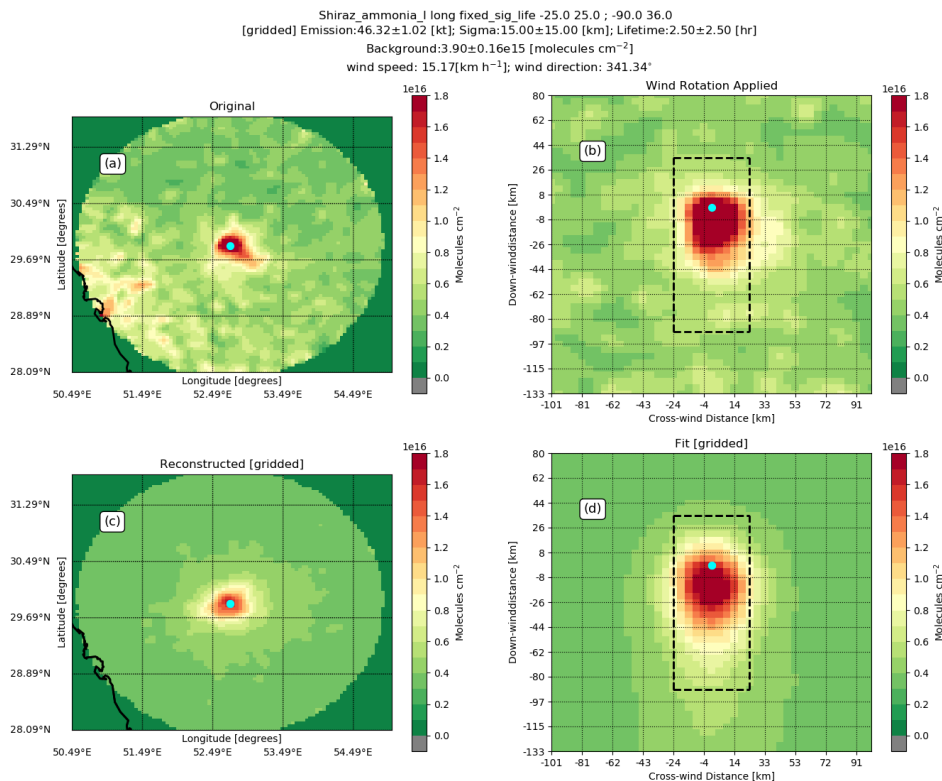 Shiraz_ammonia_l long fixed_sig_life -25.0 25.0 ; -90.0 36.0
[gridded] Emission:46.32±1.02 [kt]; Sigma:15.00±15.00 [km]; Lifetime:2.50±2.50 [hr]
Background:3.90±0.16e15 [molecules cm⁻²]
wind speed: 15.17[km h⁻¹]; wind direction: 341.34°
Original
1e16
(a)
31.29°N
30.49°N
29.69°N
28.89°N
28.09°N
Latitude [degrees]
50.49°E 51.49°E 52.49°E 53.49°E 54.49°E
Longitude [degrees]
1.8
1.6
1.4
1.2
1.0
0.8
0.6
0.4
0.2
0.0
Molecules cm⁻²
Wind Rotation Applied
1e16
(b)
80
62
44
26
8
-8
-26
-44
-62
-80
-97
-115
-133
Down-winddistance [km]
-101 -81 -62 -43 -24 -4 14 33 53 72 91
Cross-wind Distance [km]
1.8
1.6
1.4
1.2
1.0
0.8
0.6
0.4
0.2
0.0
Molecules cm⁻²
Reconstructed [gridded]
1e16
(c)
31.29°N
30.49°N
29.69°N
28.89°N
28.09°N
Latitude [degrees]
50.49°E 51.49°E 52.49°E 53.49°E 54.49°E
Longitude [degrees]
1.8
1.6
1.4
1.2
1.0
0.8
0.6
0.4
0.2
0.0
Molecules cm⁻²
Fit [gridded]
1e16
(d)
80
62
44
26
8
-8
-26
-44
-62
-80
-97
-115
-133
Down-winddistance [km]
-101 -81 -62 -43 -24 -4 14 33 53 72 91
Cross-wind Distance [km]
1.8
1.6
1.4
1.2
1.0
0.8
0.6
0.4
0.2
0.0
Molecules cm⁻²